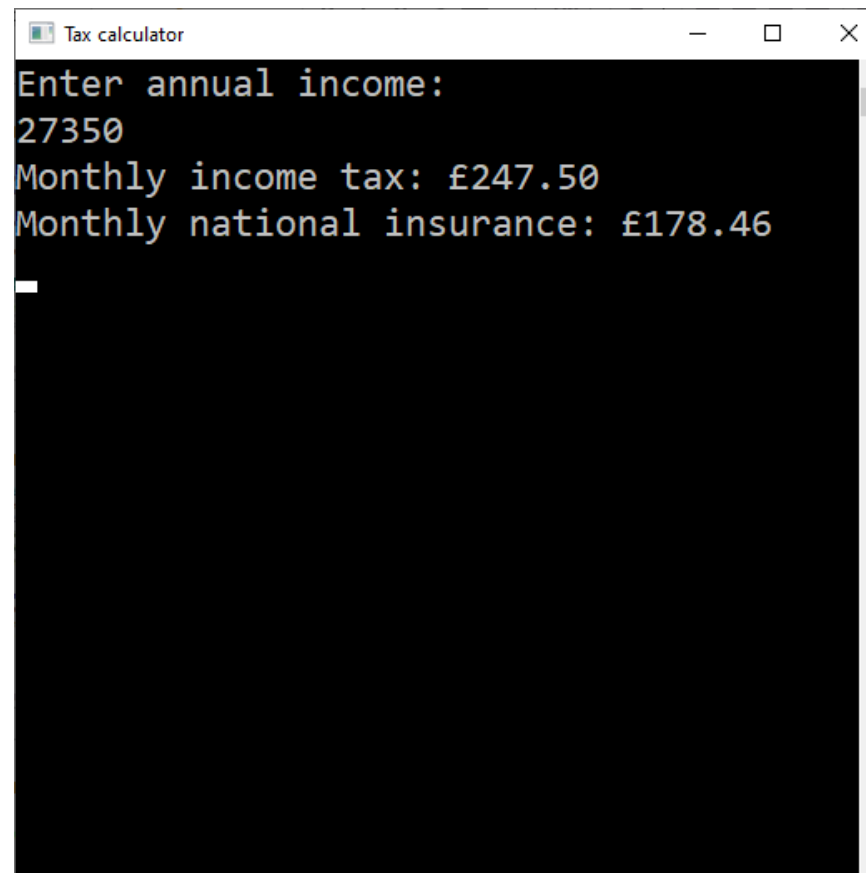 Tax calculator
Enter annual income:
27350
Monthly income tax: £247.50
Monthly national insurance: £178.46